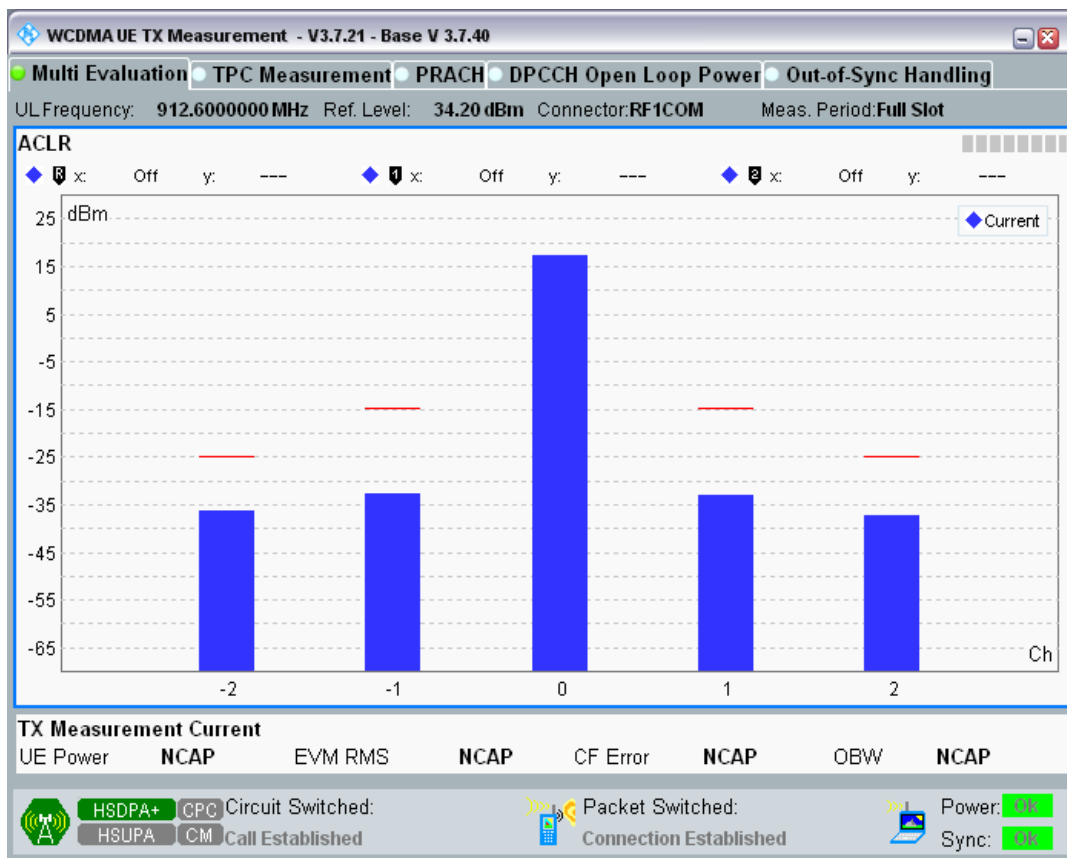 WCDMA UE TX Measurement - V3.7.21 - Base V 3.7.40
Multi Evaluation TPC Measurement PRACH DPCCH Open Loop Power Out-of-Sync Handling
UL Frequency: 912.6000000 MHz Ref. Level: 34.20 dBm Connector:RF1COM Meas. Period:Full Slot
ACLR
R x: Off y: --- 1 x: Off y: --- 2 x: Off y: ---
dBm
Current
25
15
5
-5
-15
-25
-35
-45
-55
-65
Ch
-2 -1 0 1 2
TX Measurement Current
UE Power NCAP EVM RMS NCAP CF Error NCAP OBW NCAP
HSDPA+ CPC Circuit Switched: Packet Switched: Power: Ok
HSUPA CM Call Established Connection Established Sync: Ok